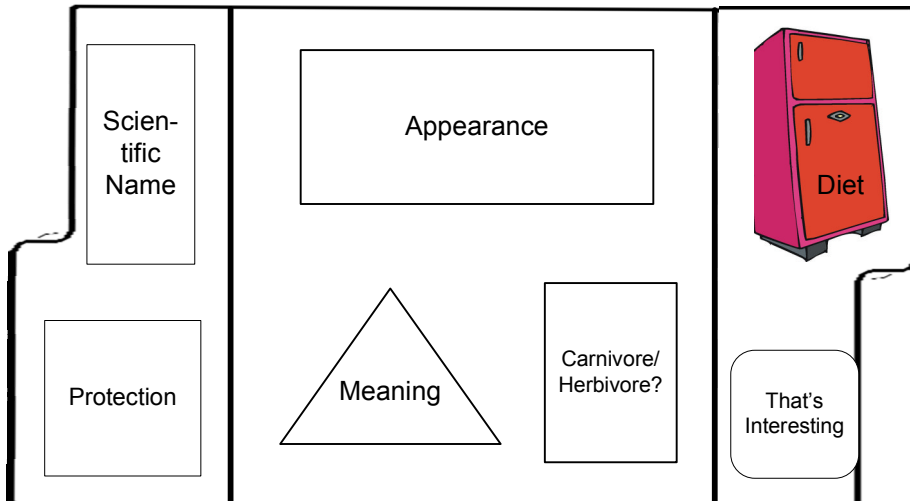 Scien-
tific
Name
Appearance
Diet
Protection
Meaning
Carnivore/
Herbivore?
That's
Interesting